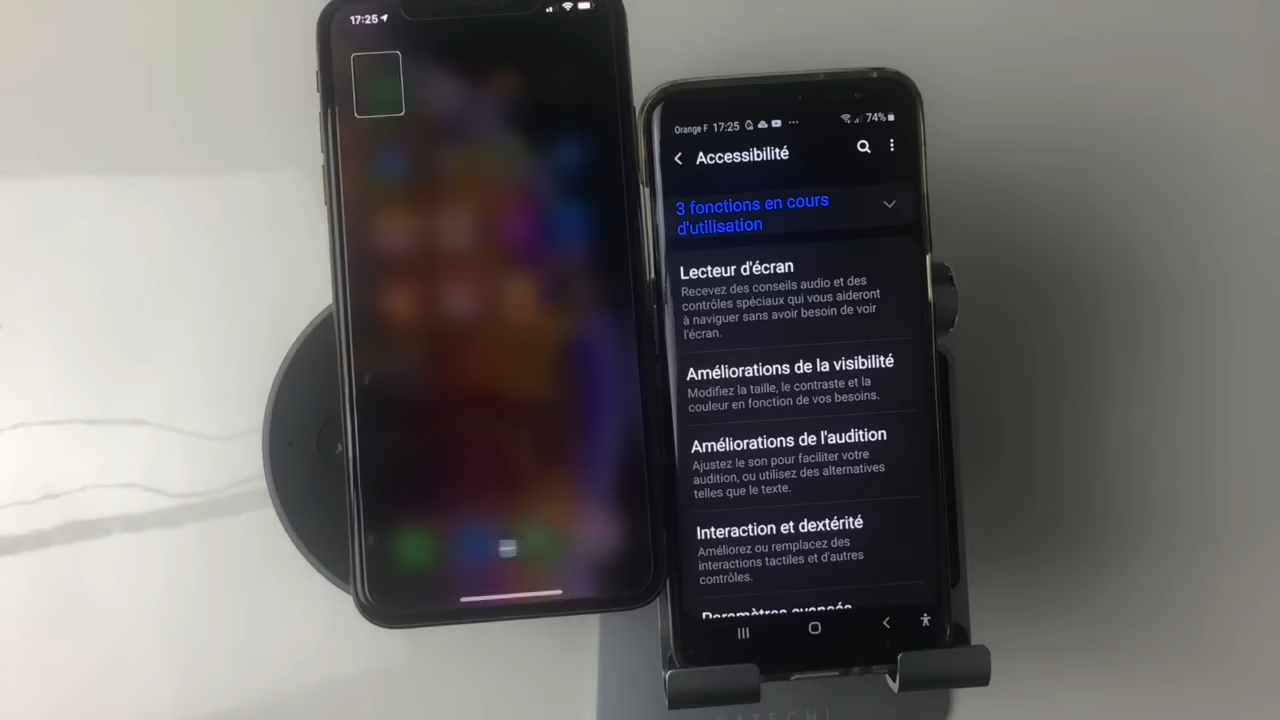 17:25
Orange F 17:25
74%
Accessibilité
3 fonctions en cours
d'utilisation
Lecteur d'écran
Recevez des conseils audio et des
contrôles spéciaux qui vous aideront
à naviguer sans avoir besoin de voir
l'écran.
Améliorations de la visibilité
Modifiez la taille, le contraste et la
couleur en fonction de vos besoins.
Améliorations de l'audition
Ajustez le son pour faciliter votre
audition, ou utilisez des alternatives
telles que le texte.
Interaction et dextérité
Améliorez ou remplacez des
interactions tactiles et d'autres
contrôles.
Paramètres avancés